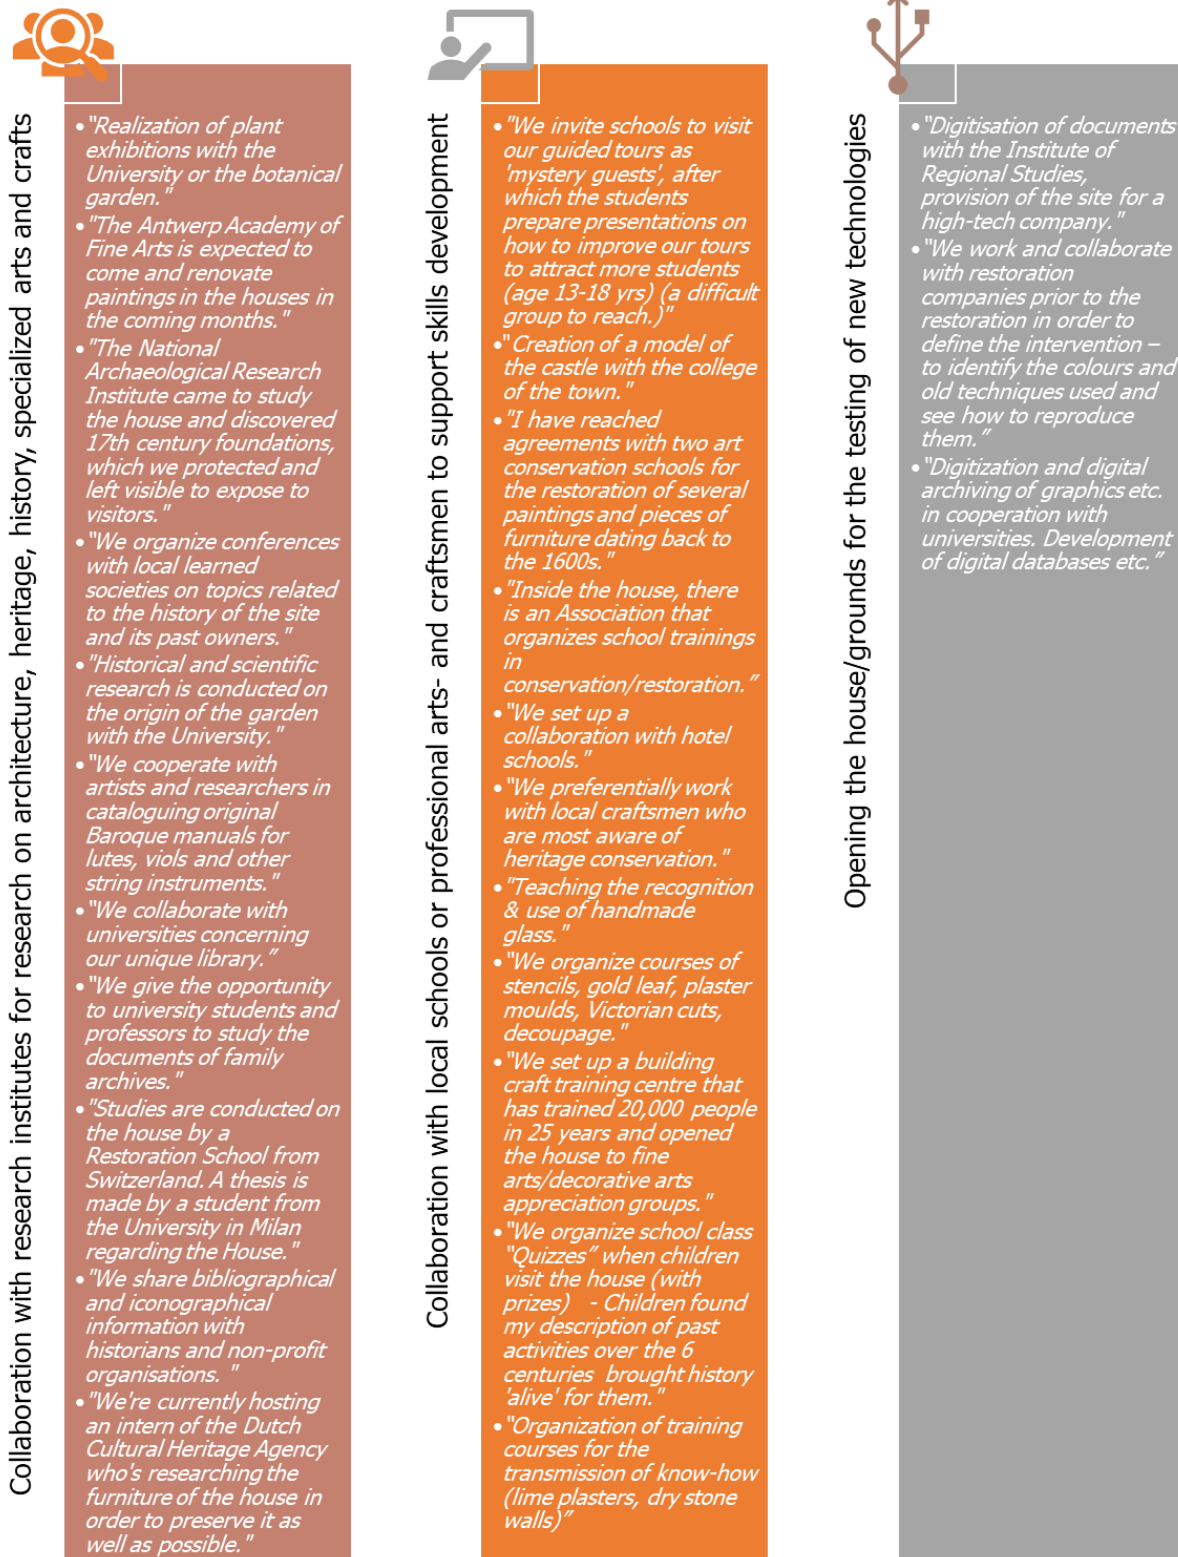 Collaboration with research institutes for research on architecture, heritage, history, specialized arts and crafts
•"Realization of plant
exhibitions with the
University or the botanical
garden."
•"The Antwerp Academy of
Fine Arts is expected to
come and renovate
paintings in the houses in
the coming months."
•"The National
Archaeological Research
Institute came to study
the house and discovered
17th century foundations,
which we protected and
left visible to expose to
visitors."
•"We organize conferences
with local learned
societies on topics related
to the history of the site
and its past owners."
•"Historical and scientific
research is conducted on
the origin of the garden
with the University."
•"We cooperate with
artists and researchers in
cataloguing original
Baroque manuals for
lutes, viols and other
string instruments."
•"We collaborate with
universities concerning
our unique library.”
•"We give the opportunity
to university students and
professors to study the
documents of family
archives."
•"Studies are conducted on
the house by a
Restoration School from
Switzerland. A thesis is
made by a student from
the University in Milan
regarding the House."
•"We share bibliographical
and iconographical
information with
historians and non-profit
organisations. "
•"We're currently hosting
an intern of the Dutch
Cultural Heritage Agency
who's researching the
furniture of the house in
order to preserve it as
well as possible."
Collaboration with local schools or professional arts- and craftsmen to support skills development
•"We invite schools to visit
our guided tours as
'mystery guests', after
which the students
prepare presentations on
how to improve our tours
to attract more students
(age 13-18 yrs) (a difficult
group to reach.)"
•"Creation of a model of
the castle with the college
of the town."
•"I have reached
agreements with two art
conservation schools for
the restoration of several
paintings and pieces of
furniture dating back to
the 1600s."
•"Inside the house, there
is an Association that
organizes school trainings
in
conservation/restoration.”
•"We set up a
collaboration with hotel
schools."
•"We preferentially work
with local craftsmen who
are most aware of
heritage conservation."
•"Teaching the recognition
& use of handmade
glass."
•"We organize courses of
stencils, gold leaf, plaster
moulds, Victorian cuts,
decoupage."
•"We set up a building
craft training centre that
has trained 20,000 people
in 25 years and opened
the house to fine
arts/decorative arts
appreciation groups."
•"We organize school class
“Quizzes” when children
visit the house (with
prizes) - Children found
my description of past
activities over the 6
centuries brought history
'alive' for them."
•“Organization of training
courses for the
transmission of know-how
(lime plasters, dry stone
walls)”
Opening the house/grounds for the testing of new technologies
•"Digitisation of documents
with the Institute of
Regional Studies,
provision of the site for a
high-tech company."
•"We work and collaborate
with restoration
companies prior to the
restoration in order to
define the intervention –
to identify the colours and
old techniques used and
see how to reproduce
them.”
•“Digitization and digital
archiving of graphics etc.
in cooperation with
universities. Development
of digital databases etc.”